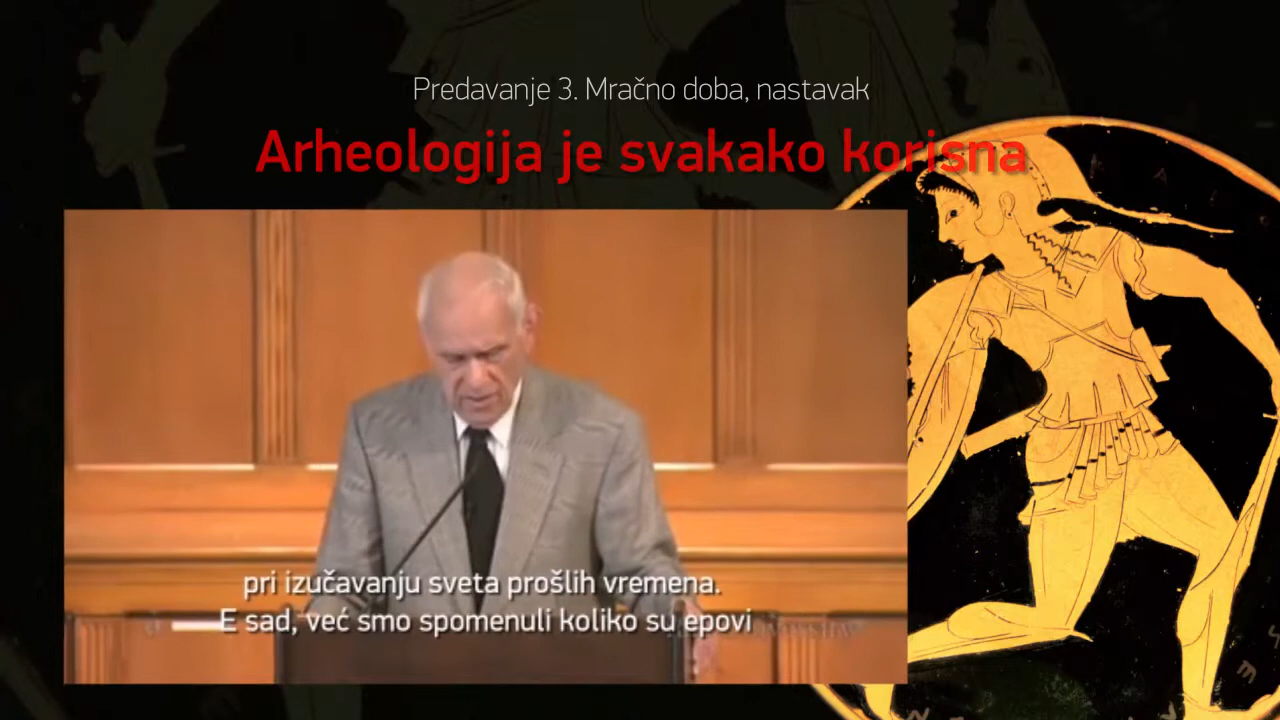 Predavanje 3. Mračno doba, nastavak
Arheologija je svakako korisna
pri izučavanju sveta prošlih vremena.
E sad, već smo spomenuli koliko su epovi